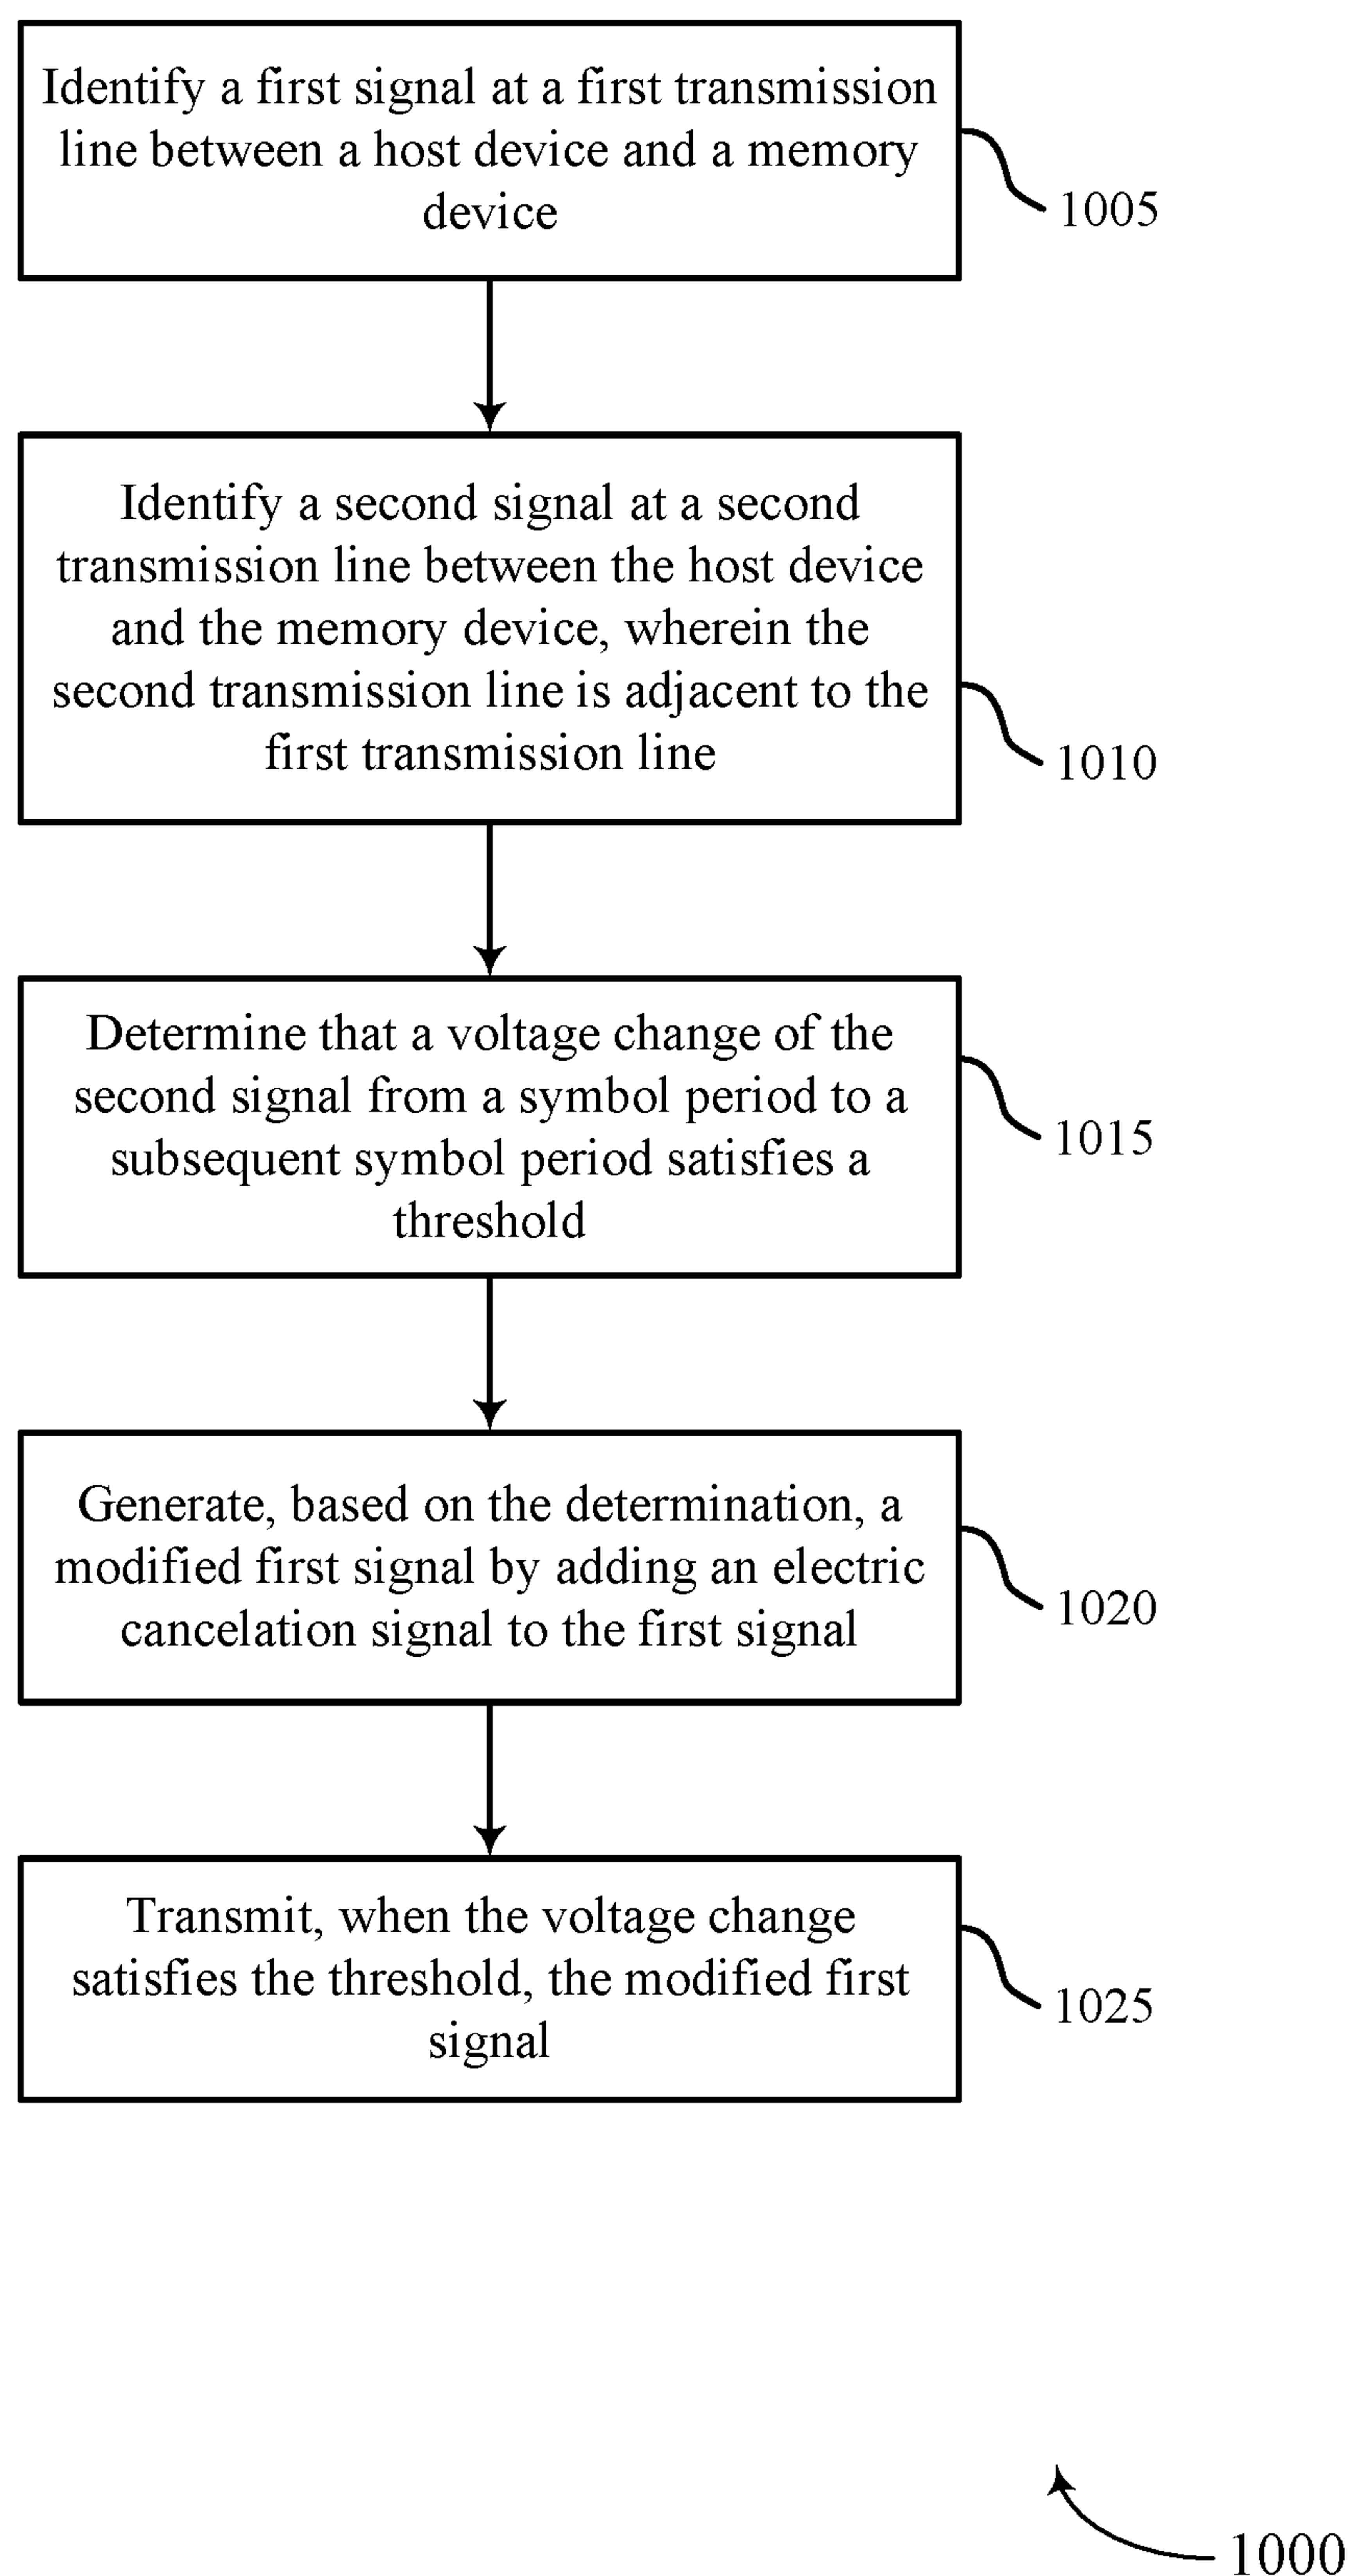 Identify a first signal at a first transmission
line between a host device and a memory
device
1005
Identify a second signal at a second
transmission line between the host device
and the memory device, wherein the
second transmission line is adjacent to the
first transmission line
1010
Determine that a voltage change of the
second signal from a symbol period to a
subsequent symbol period satisfies a
threshold
1015
Generate, based on the determination, a
modified first signal by adding an electric
cancelation signal to the first signal
1020
Transmit, when the voltage change
satisfies the threshold, the modified first
signal
1025
1000